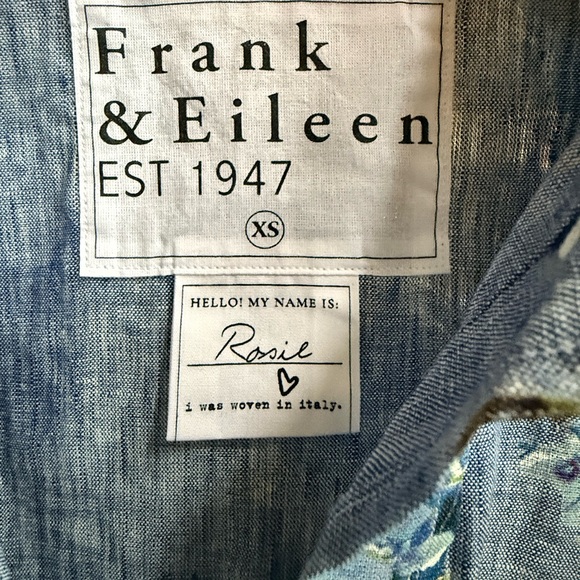 Frank
& Eileen
EST 1947
XS
HELLO! MY NAME IS:
Rosie
i was woven in italy.